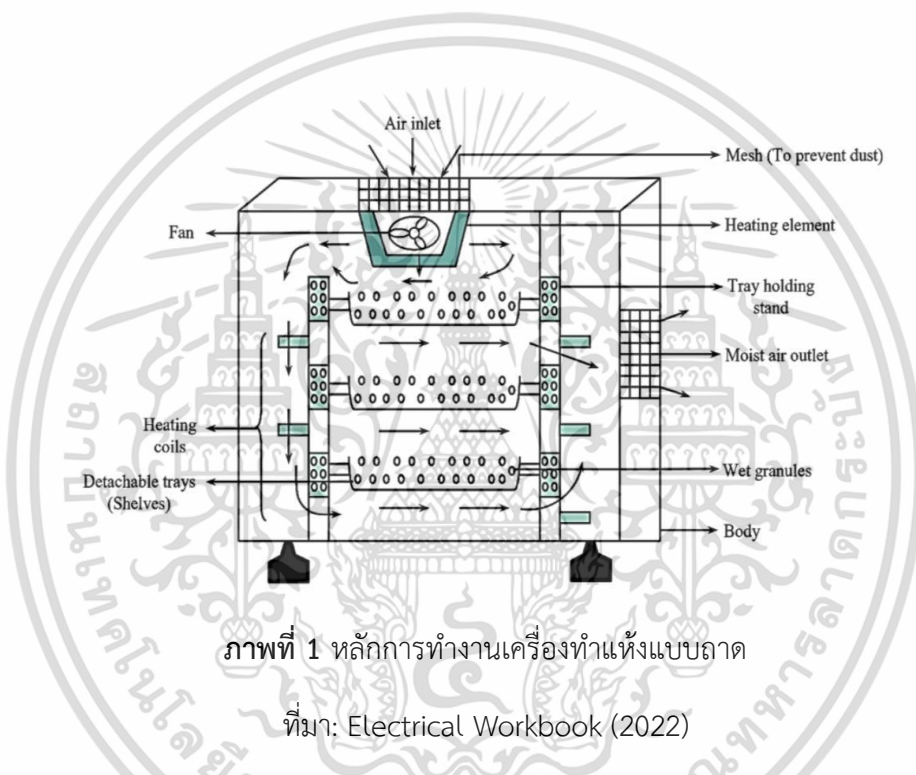 Air inlet
Mesh (To prevent dust)
Fan
Heating element
Tray holding
stand
Moist air outlet
Heating
coils
Detachable trays
(Shelves)
Wet granules
Body
ภาพที่ 1 หลักการทำงานเครื่องทำแห้งแบบถาด
ที่มา: Electrical Workbook (2022)